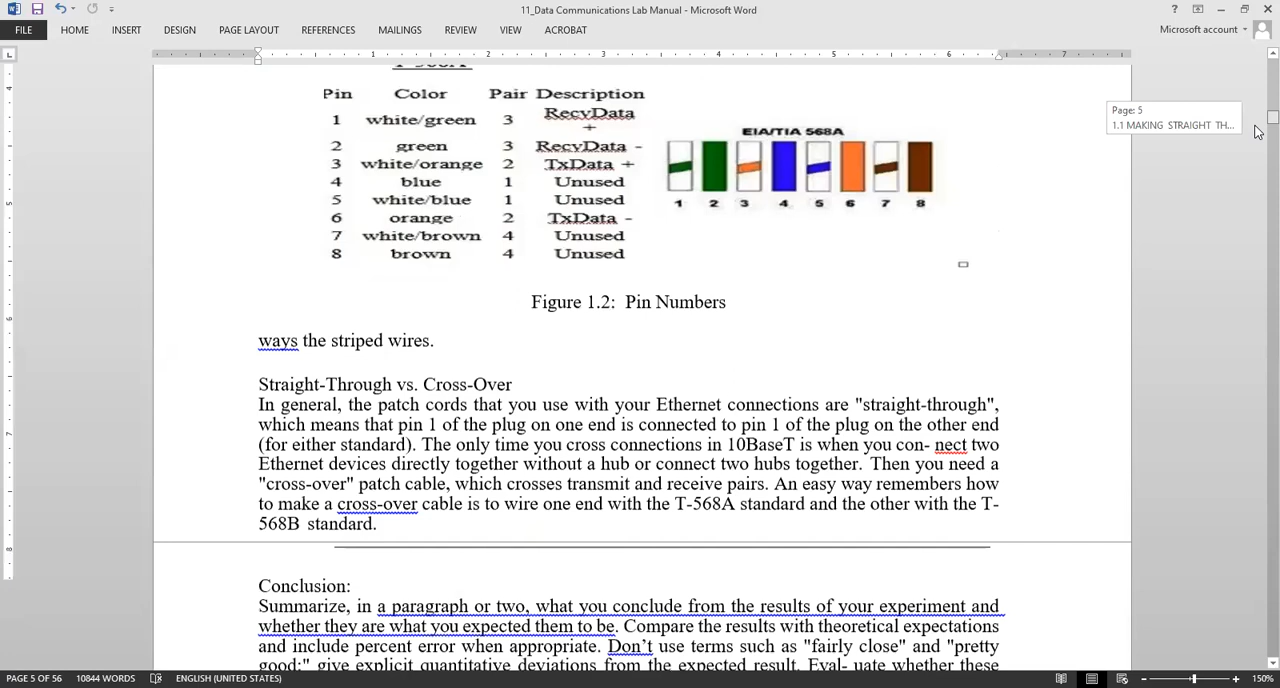 11_Data Communications Lab Manual - Microsoft Word
FILE HOME INSERT DESIGN PAGE LAYOUT REFERENCES MAILINGS REVIEW VIEW ACROBAT Microsoft account
1 2 3 4 5 6 7
T-568A
Pin Color Pair Description
1 white/green 3 RecvData +
2 green 3 RecvData -
3 white/orange 2 TxData +
4 blue 1 Unused
5 white/blue 1 Unused
6 orange 2 TxData -
7 white/brown 4 Unused
8 brown 4 Unused
EIA/TIA 568A
1 2 3 4 5 6 7 8
Page: 5
1.1 MAKING STRAIGHT TH...
Figure 1.2: Pin Numbers
ways the striped wires.
Straight-Through vs. Cross-Over
In general, the patch cords that you use with your Ethernet connections are "straight-through",
which means that pin 1 of the plug on one end is connected to pin 1 of the plug on the other end
(for either standard). The only time you cross connections in 10BaseT is when you con- nect two
Ethernet devices directly together without a hub or connect two hubs together. Then you need a
"cross-over" patch cable, which crosses transmit and receive pairs. An easy way remembers how
to make a cross-over cable is to wire one end with the T-568A standard and the other with the T-
568B standard.
Conclusion:
Summarize, in a paragraph or two, what you conclude from the results of your experiment and
whether they are what you expected them to be. Compare the results with theoretical expectations
and include percent error when appropriate. Don't use terms such as "fairly close" and "pretty
good;" give explicit quantitative deviations from the expected result. Eval- uate whether these
PAGE 5 OF 56 10844 WORDS ENGLISH (UNITED STATES) 150%